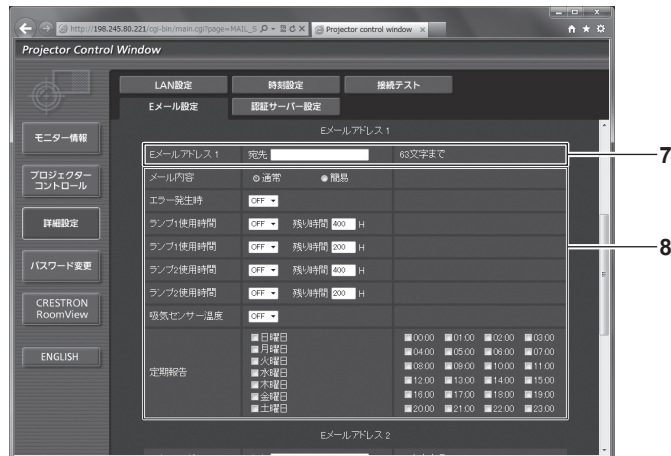 http://198.245.80.221/cgi-bin/main.cgi?page=MAIL_S
Projector control window
Projector Control Window
LAN設定 時刻設定 接続テスト
Eメール設定 認証サーバー設定
モニター情報
プロジェクター
コントロール
詳細設定
パスワード変更
CRESTRON
RoomView
ENGLISH
Eメールアドレス 1
Eメールアドレス 1 宛先 63文字まで
7
メール内容 通常 簡易
エラー発生時 OFF
ランプ1使用時間 OFF 残り時間 400 H
ランプ1使用時間 OFF 残り時間 200 H
8
ランプ2使用時間 OFF 残り時間 400 H
ランプ2使用時間 OFF 残り時間 200 H
吸気センサー温度 OFF
定期報告
日曜日
月曜日
火曜日
水曜日
木曜日
金曜日
土曜日
00:00 01:00 02:00 03:00
04:00 05:00 06:00 07:00
08:00 09:00 10:00 11:00
12:00 13:00 14:00 15:00
16:00 17:00 18:00 19:00
20:00 21:00 22:00 23:00
Eメールアドレス 2